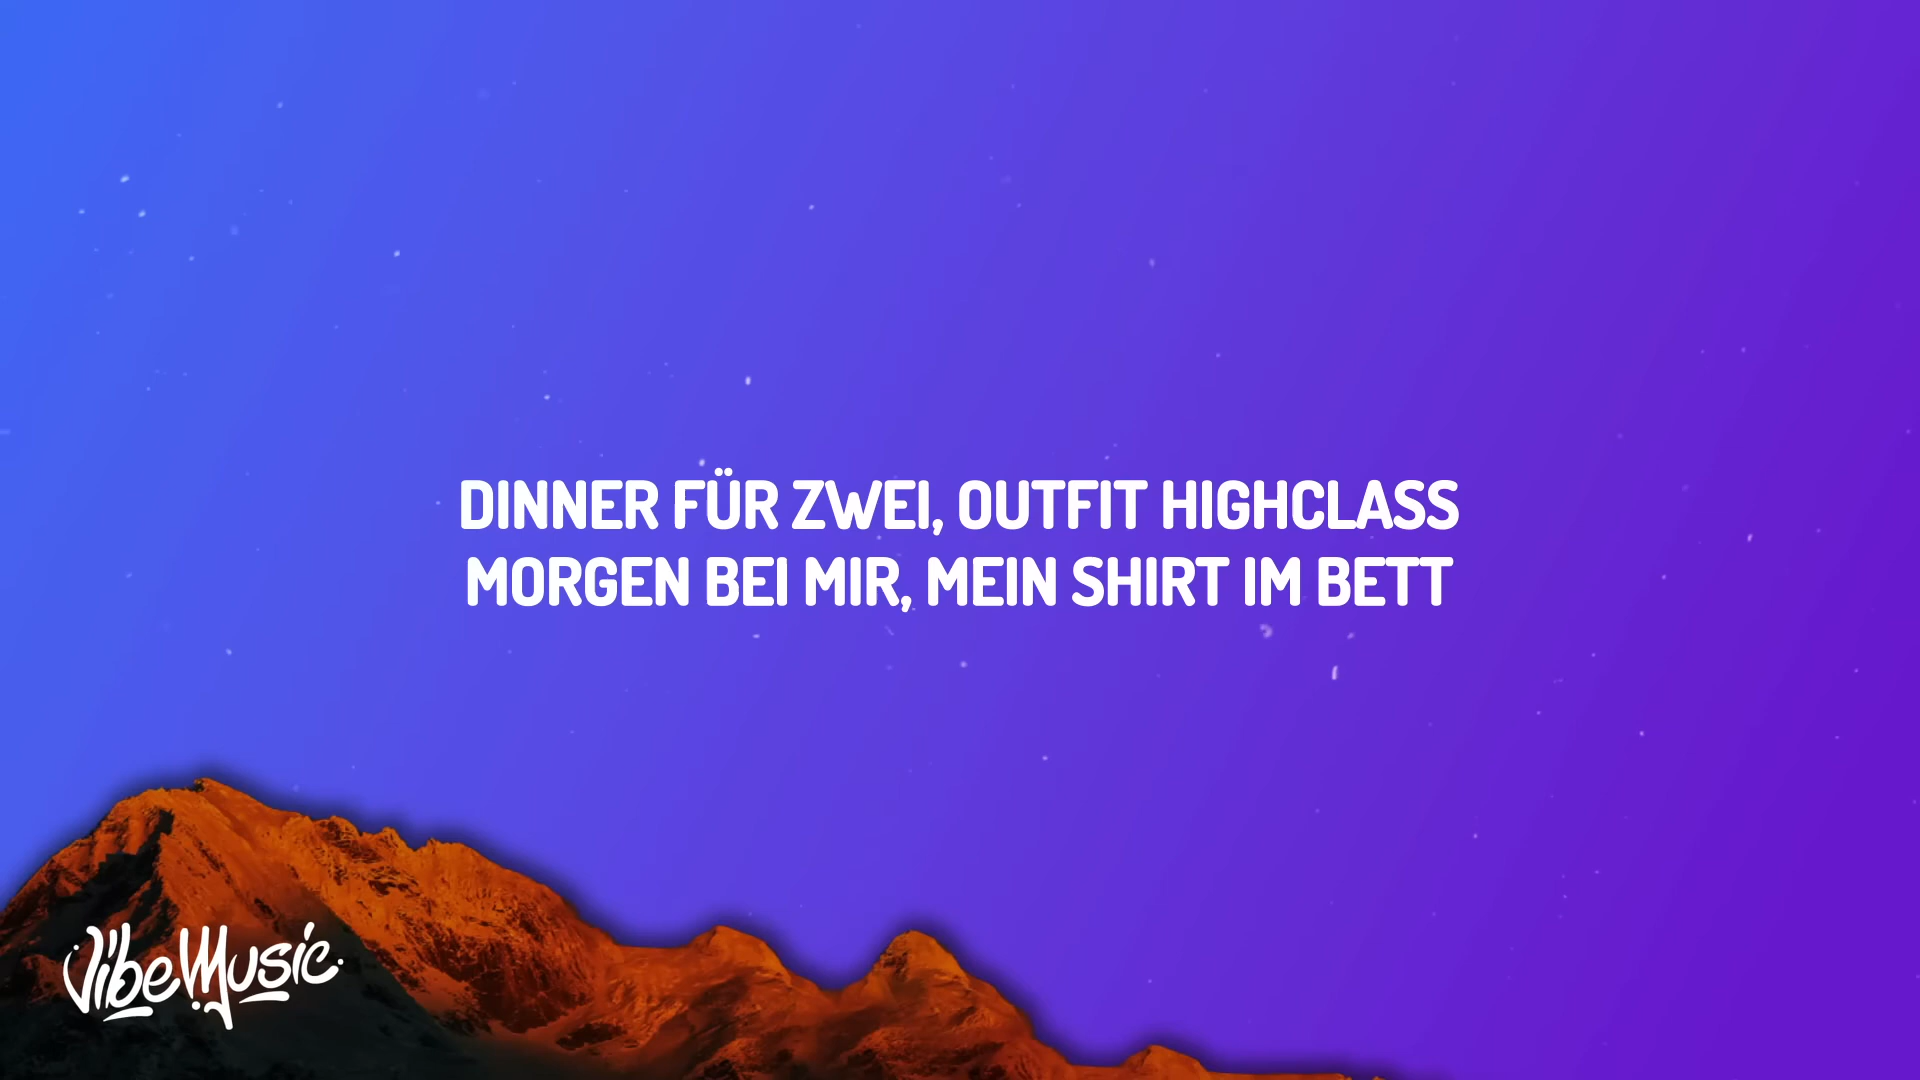 DINNER FÜR ZWEI, OUTFIT HIGHCLASS
MORGEN BEI MIR, MEIN SHIRT IM BETT
VibeMusic.